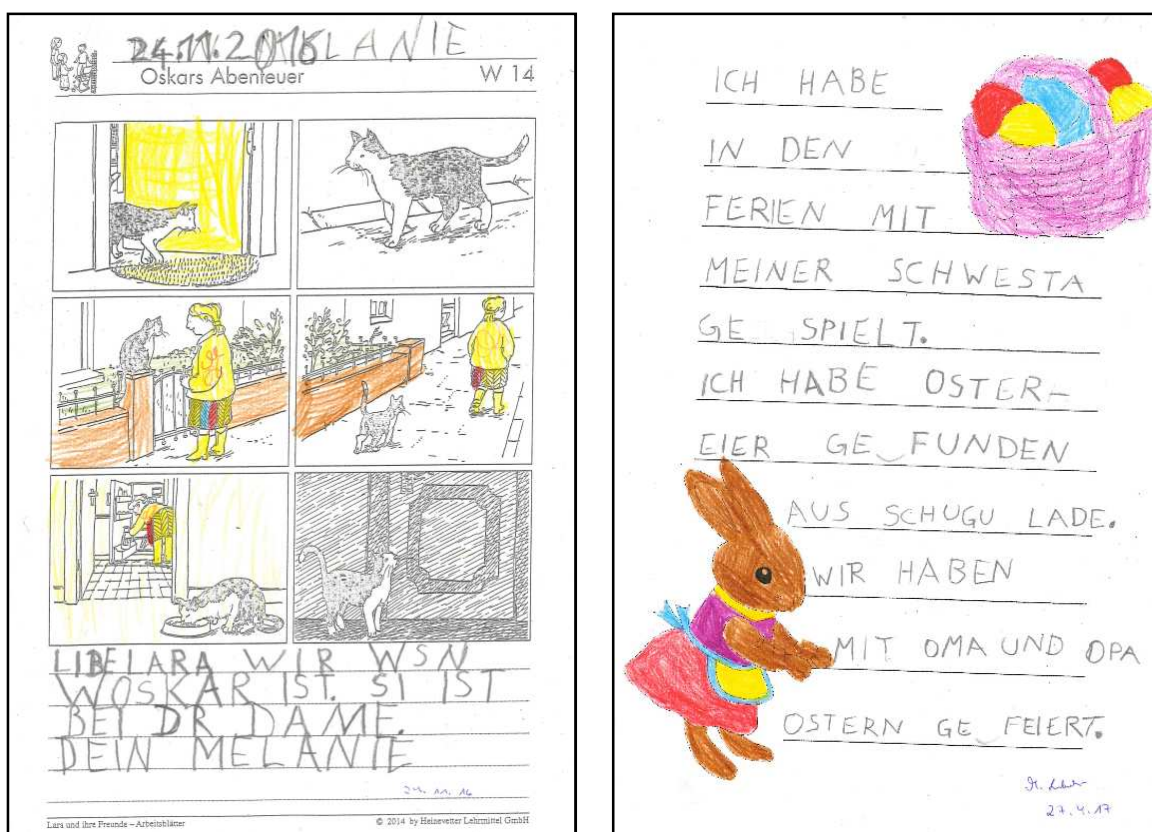 24.11.2016 MELANIE
Oskars Abenteuer W 14
LIBE LARA WIR WSN
WOSKAR IST. SI IST
BEI DR DAME.
DEIN MELANIE
24. 11. 16
Lara und ihre Freunde – Arbeitsblätter © 2014 by Heinevetter Lehrmittel GmbH
ICH HABE
IN DEN
FERIEN MIT
MEINER SCHWESTA
GE SPIELT.
ICH HABE OSTER-
EIER GE FUNDEN
AUS SCHUGU LADE.
WIR HABEN
MIT OMA UND OPA
OSTERN GE FEIERT.
27.4.17